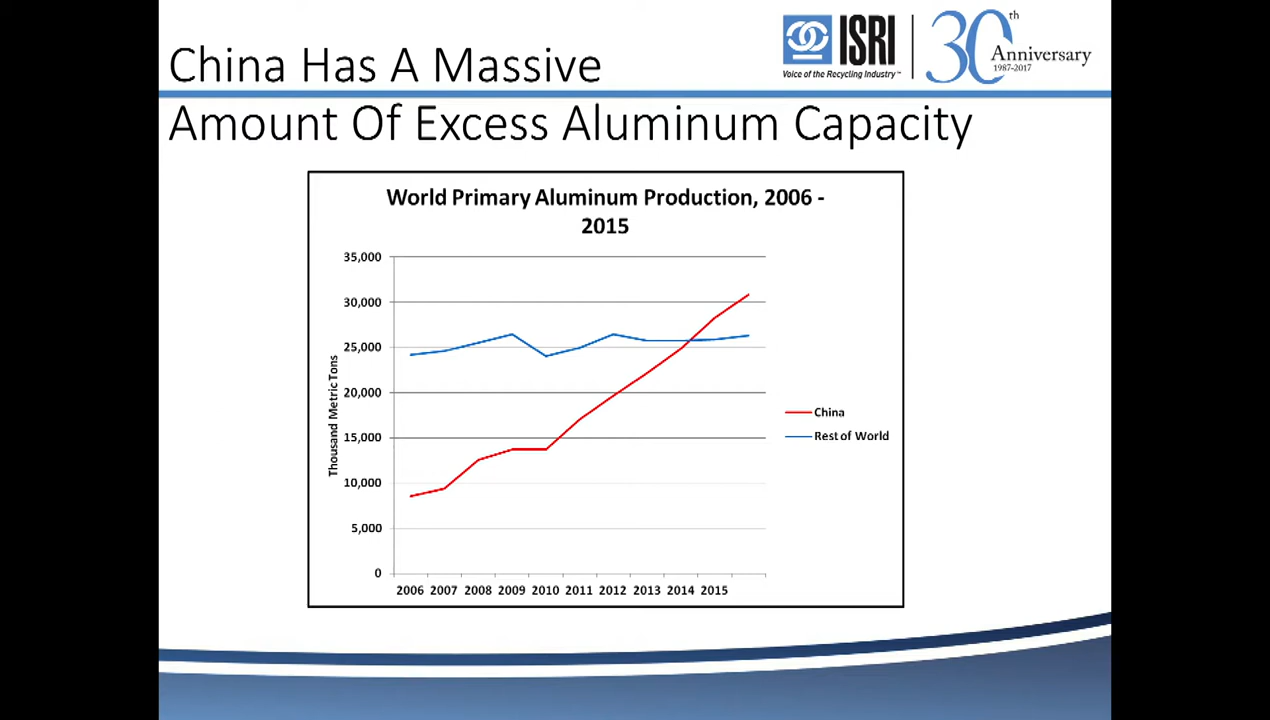 China Has A Massive
Amount Of Excess Aluminum Capacity
ISRI
Voice of the Recycling Industry™
30th
Anniversary
1987-2017
World Primary Aluminum Production, 2006 -
2015
Thousand Metric Tons
35,000
30,000
25,000
20,000
15,000
10,000
5,000
0
2006 2007 2008 2009 2010 2011 2012 2013 2014 2015
China
Rest of World